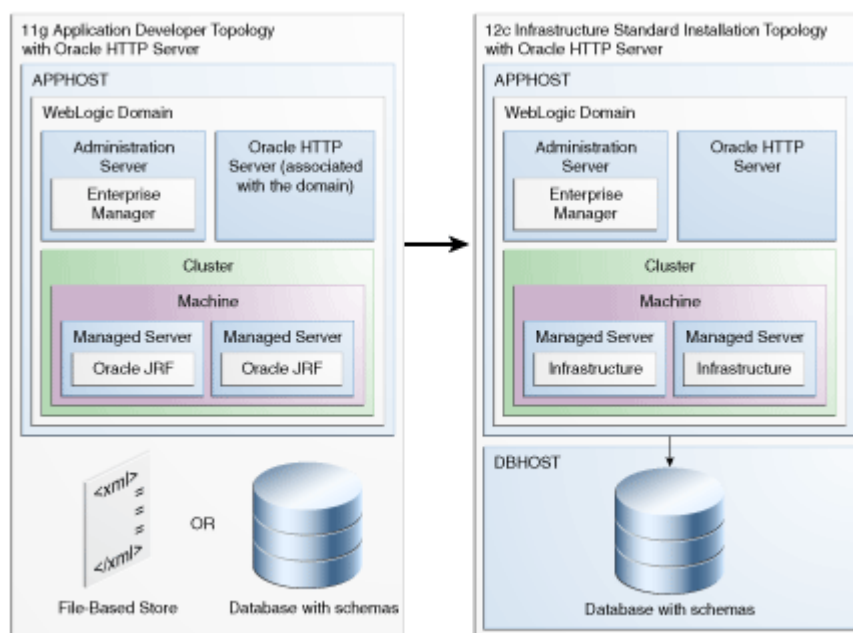 11g Application Developer Topology
with Oracle HTTP Server
APPHOST
WebLogic Domain
Administration
Server
Enterprise
Manager
Oracle HTTP
Server (associated
with the domain)
Cluster
Machine
Managed Server
Oracle JRF
Managed Server
Oracle JRF
<xml>
=
=
=
</xml>
File-Based Store
OR
Database with schemas
12c Infrastructure Standard Installation Topology
with Oracle HTTP Server
APPHOST
WebLogic Domain
Administration
Server
Enterprise
Manager
Oracle HTTP
Server
Cluster
Machine
Managed Server
Infrastructure
Managed Server
Infrastructure
DBHOST
Database with schemas